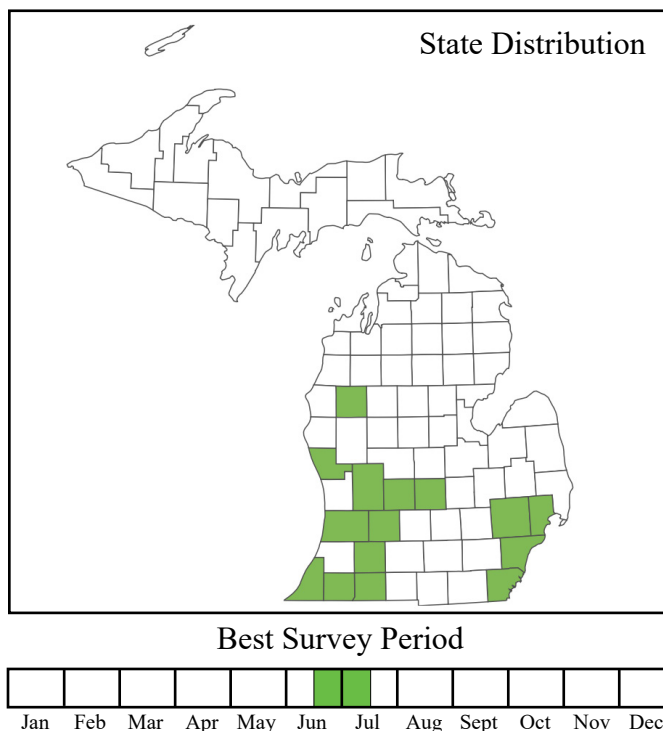 State Distribution
Best Survey Period
Jan Feb Mar Apr May Jun Jul Aug Sept Oct Nov Dec